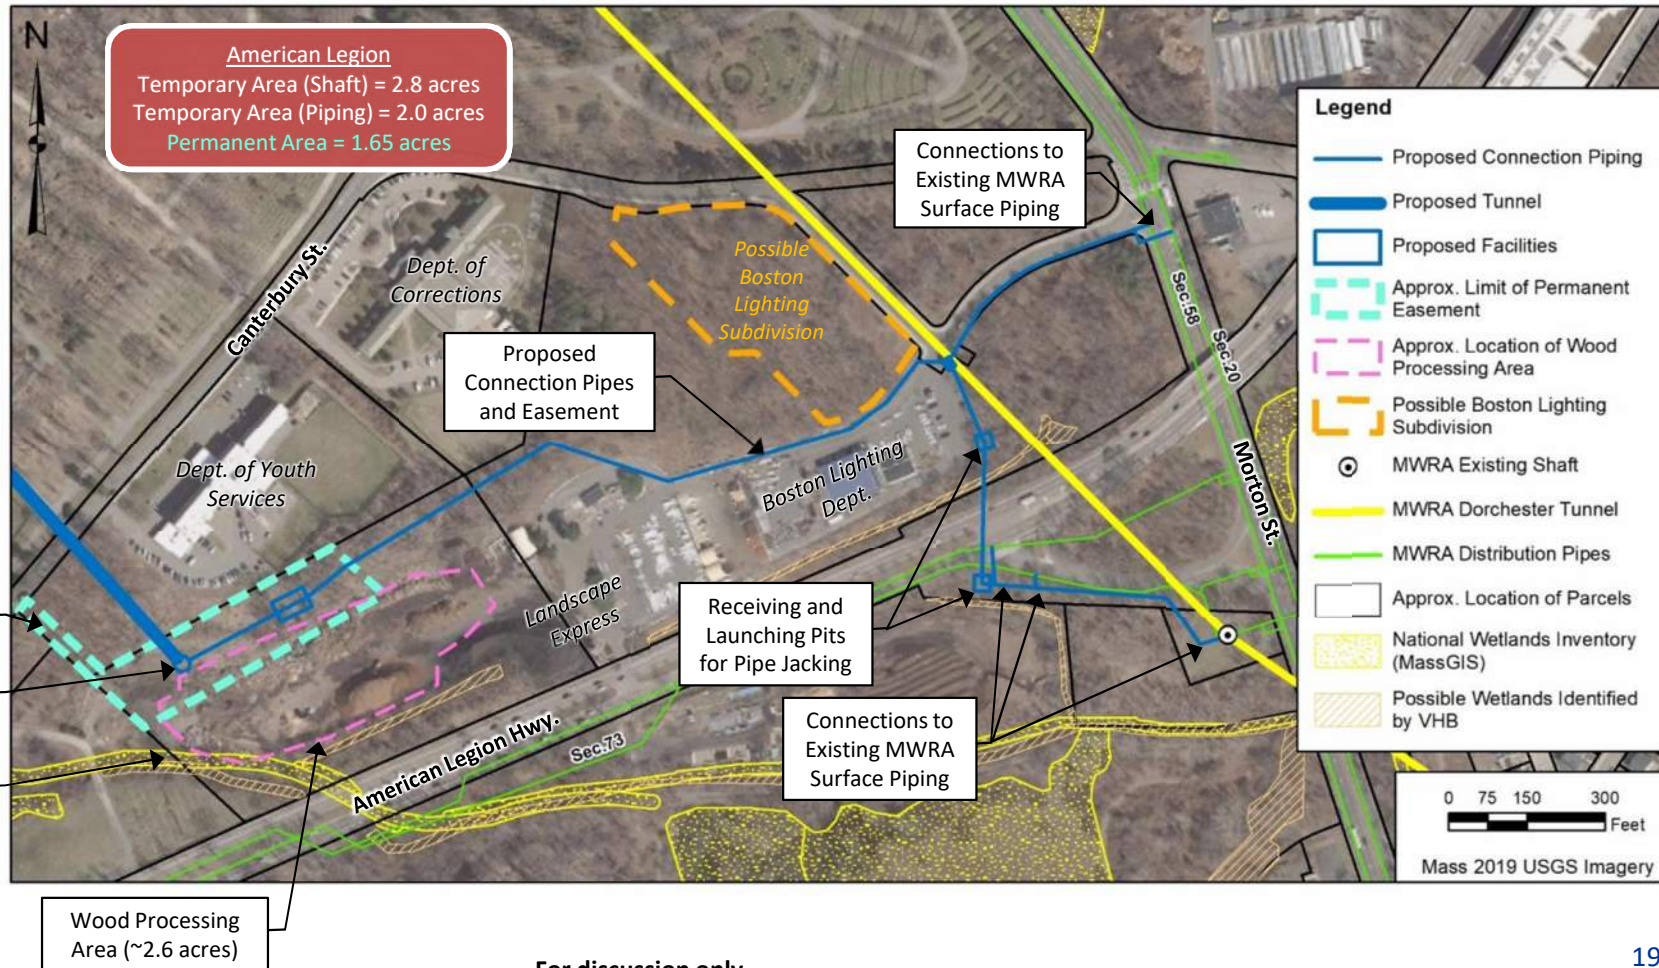 N
American Legion
Temporary Area (Shaft) = 2.8 acres
Temporary Area (Piping) = 2.0 acres
Permanent Area = 1.65 acres
Canterbury St.
Dept. of
Corrections
Possible
Boston
Lighting
Subdivision
Connections to
Existing MWRA
Surface Piping
Proposed
Connection Pipes
and Easement
Dept. of Youth
Services
Boston Lighting
Dept.
Landscape
Express
Sec.58
Sec.20
Morton St.
Receiving and
Launching Pits
for Pipe Jacking
Connections to
Existing MWRA
Surface Piping
American Legion Hwy.
Sec.73
Wood Processing
Area (~2.6 acres)
Legend
Proposed Connection Piping
Proposed Tunnel
Proposed Facilities
Approx. Limit of Permanent
Easement
Approx. Location of Wood
Processing Area
Possible Boston Lighting
Subdivision
MWRA Existing Shaft
MWRA Dorchester Tunnel
MWRA Distribution Pipes
Approx. Location of Parcels
National Wetlands Inventory
(MassGIS)
Possible Wetlands Identified
by VHB
0 75 150 300
Feet
Mass 2019 USGS Imagery
For discussion only
19